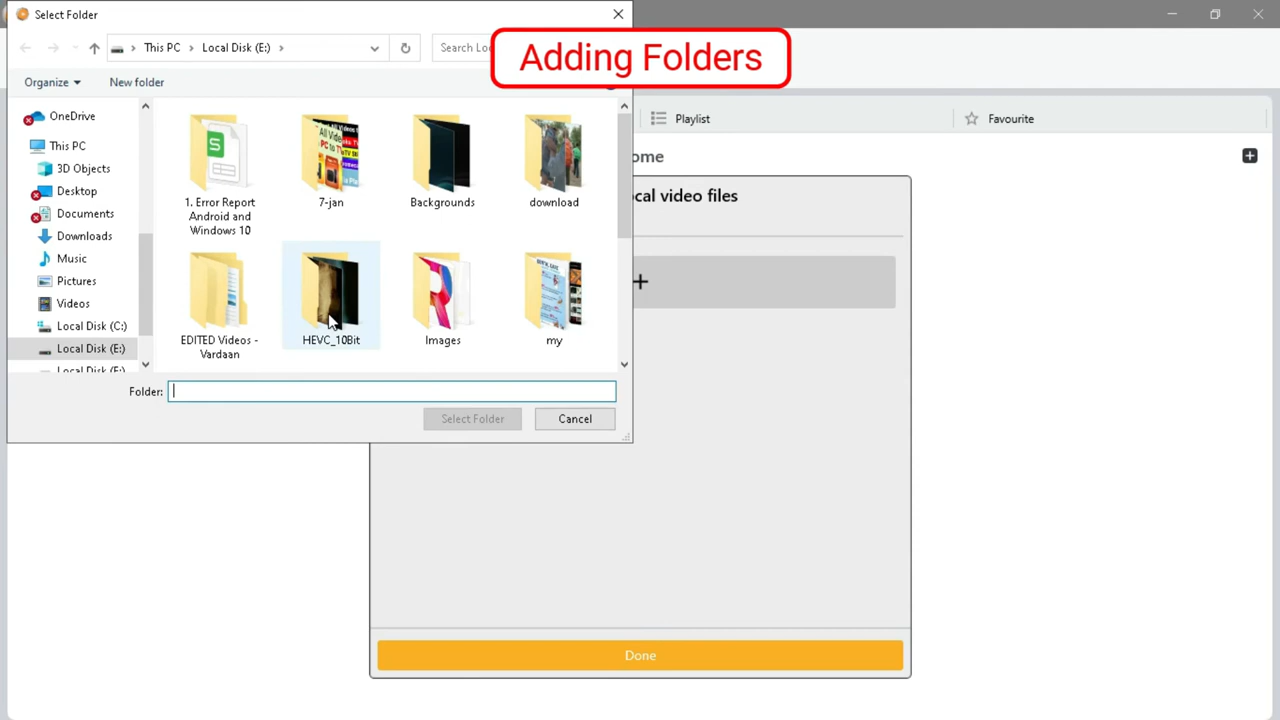 Select Folder
This PC
Local Disk (E:)
Search Loc
Adding Folders
Organize
New folder
OneDrive
This PC
3D Objects
Desktop
Documents
Downloads
Music
Pictures
Videos
Local Disk (C:)
Local Disk (E:)
1. Error Report
Android and
Windows 10
7-jan
Backgrounds
download
EDITED Videos -
Vardaan
HEVC_10Bit
Images
my
Folder:
Select Folder
Cancel
Playlist
Favourite
ome
cal video files
Done